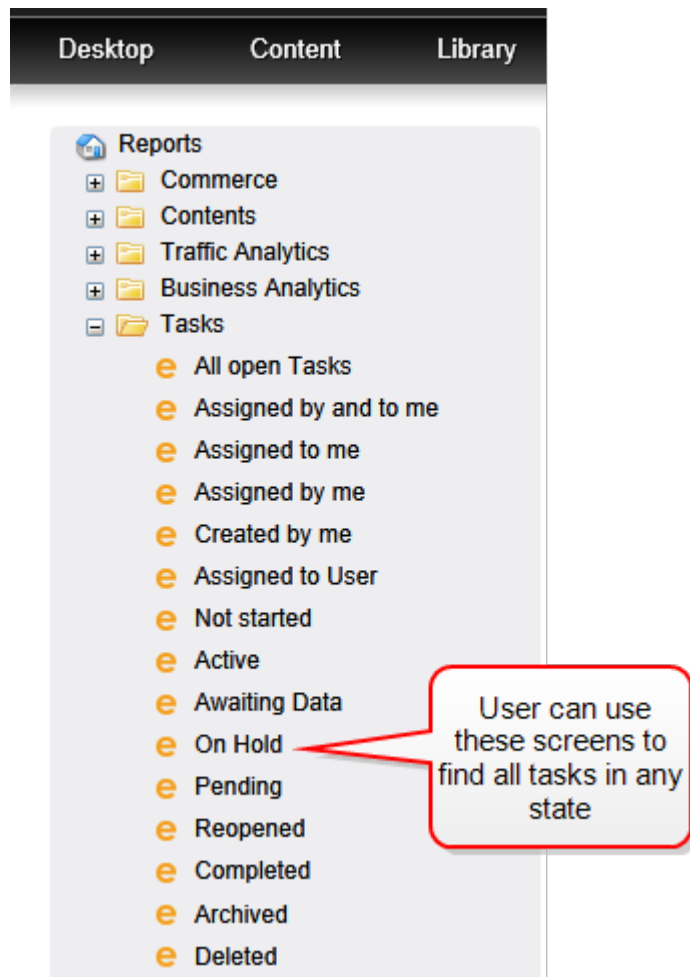 Desktop Content Library
Reports
Commerce
Contents
Traffic Analytics
Business Analytics
Tasks
All open Tasks
Assigned by and to me
Assigned to me
Assigned by me
Created by me
Assigned to User
Not started
Active
Awaiting Data
On Hold
Pending
Reopened
Completed
Archived
Deleted
User can use
these screens to
find all tasks in any
state